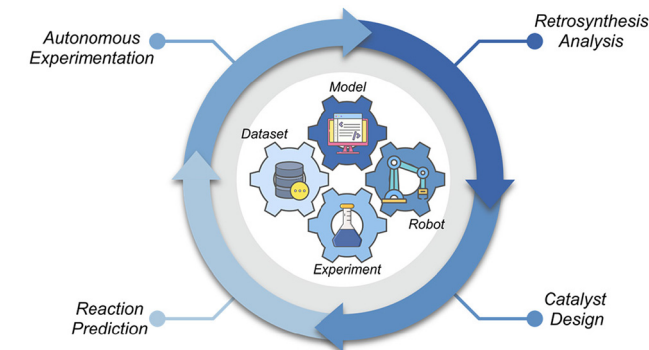 Autonomous
Experimentation
Retrosynthesis
Analysis
Model
Dataset
Robot
Experiment
Reaction
Prediction
Catalyst
Design